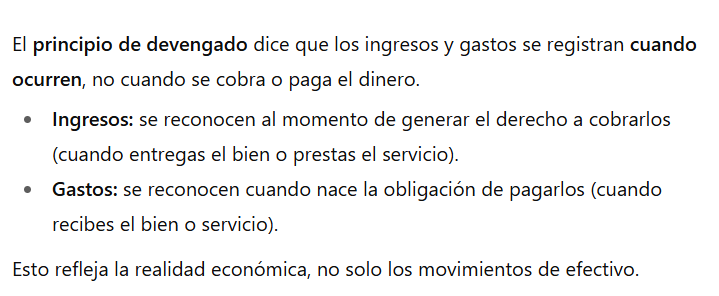 El principio de devengado dice que los ingresos y gastos se registran cuando
ocurren, no cuando se cobra o paga el dinero.
• Ingresos: se reconocen al momento de generar el derecho a cobrarlos
(cuando entregas el bien o prestas el servicio).
• Gastos: se reconocen cuando nace la obligación de pagarlos (cuando
recibes el bien o servicio).
Esto refleja la realidad económica, no solo los movimientos de efectivo.